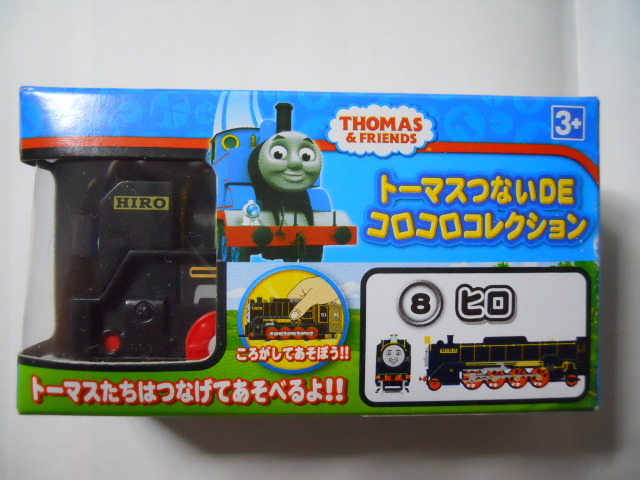 THOMAS
& FRIENDS
3+
トーマスつないDE
コロコロコレクション
HIRO
8 ヒロ
HIRO
ころがしてあそぼう!!
トーマスたちはつなげてあそべるよ!!